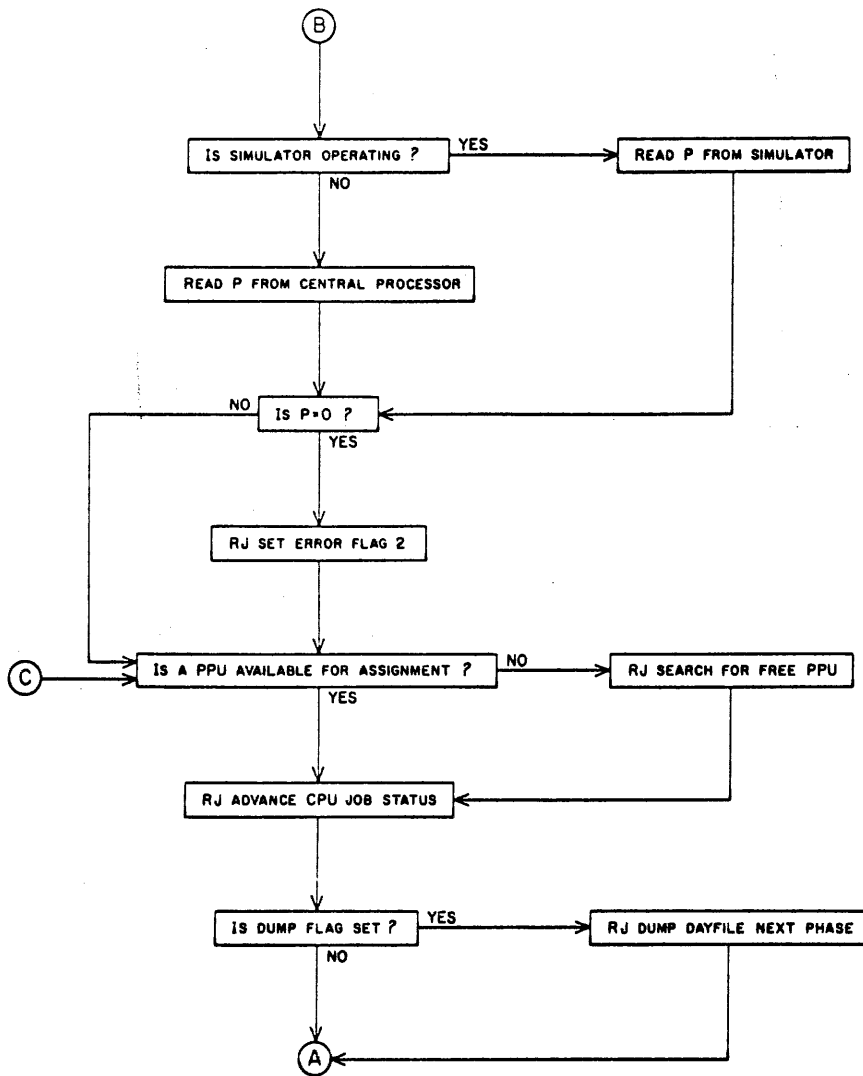 B
IS SIMULATOR OPERATING ?
YES
READ P FROM SIMULATOR
NO
READ P FROM CENTRAL PROCESSOR
NO
IS P=0 ?
YES
RJ SET ERROR FLAG 2
C
IS A PPU AVAILABLE FOR ASSIGNMENT ?
NO
RJ SEARCH FOR FREE PPU
YES
RJ ADVANCE CPU JOB STATUS
IS DUMP FLAG SET ?
YES
RJ DUMP DAYFILE NEXT PHASE
NO
A